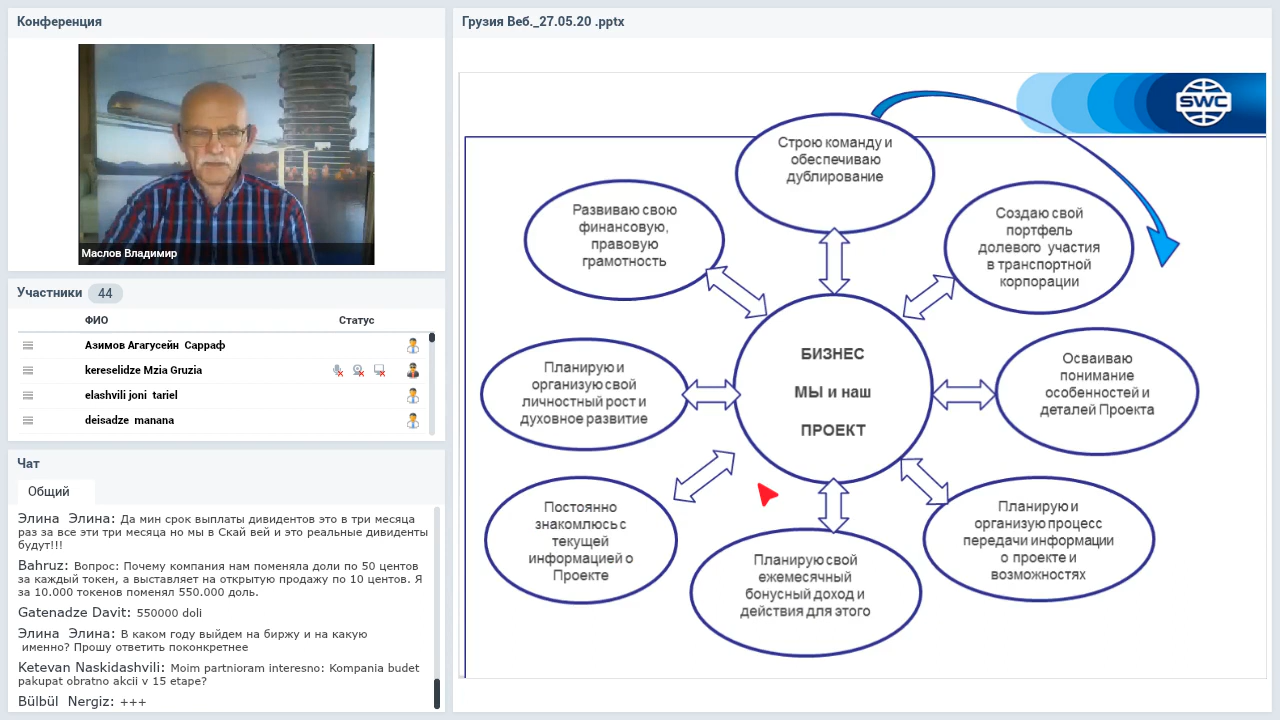 Конференция
Маслов Владимир
Участники 44
ФИО Статус
Азимов Агагусейн Сарраф
kereselidze Mzia Gruzia
elashvili joni tariel
deisadze manana
Чат
Общий
Элина Элина: Да мин срок выплаты дивидентов это в три месяца
раз за все эти три месяца но мы в Скай вей и это реальные дивиденты
будут!!!
Bahruz: Вопрос: Почему компания нам поменяла доли по 50 центов
за каждый токен, а выставляет на открытую продажу по 10 центов. Я
за 10.000 токенов поменял 550.000 доль.
Gatenadze Davit: 550000 doli
Элина Элина: В каком году выйдем на биржу и на какую
именно? Прошу ответить поконкретнее
Ketevan Naskidashvili: Moim partnioram interesno: Kompania budet
pakupat obratno akcii v 15 etape?
Bülbül Nergiz: +++
Грузия Веб._27.05.20 .pptx
SWC
Строю команду и
обеспечиваю
дублирование
Развиваю свою
финансовую,
правовую
грамотность
Создаю свой
портфель
долевого участия
в транспортной
корпорации
Планирую и
организую свой
личностный рост и
духовное развитие
БИЗНЕС
МЫ и наш
ПРОЕКТ
Осваиваю
понимание
особенностей и
деталей Проекта
Постоянно
знакомлюсь с
текущей
информацией о
Проекте
Планирую свой
ежемесячный
бонусный доход и
действия для этого
Планирую и
организую процесс
передачи информации
о проекте и
возможностях